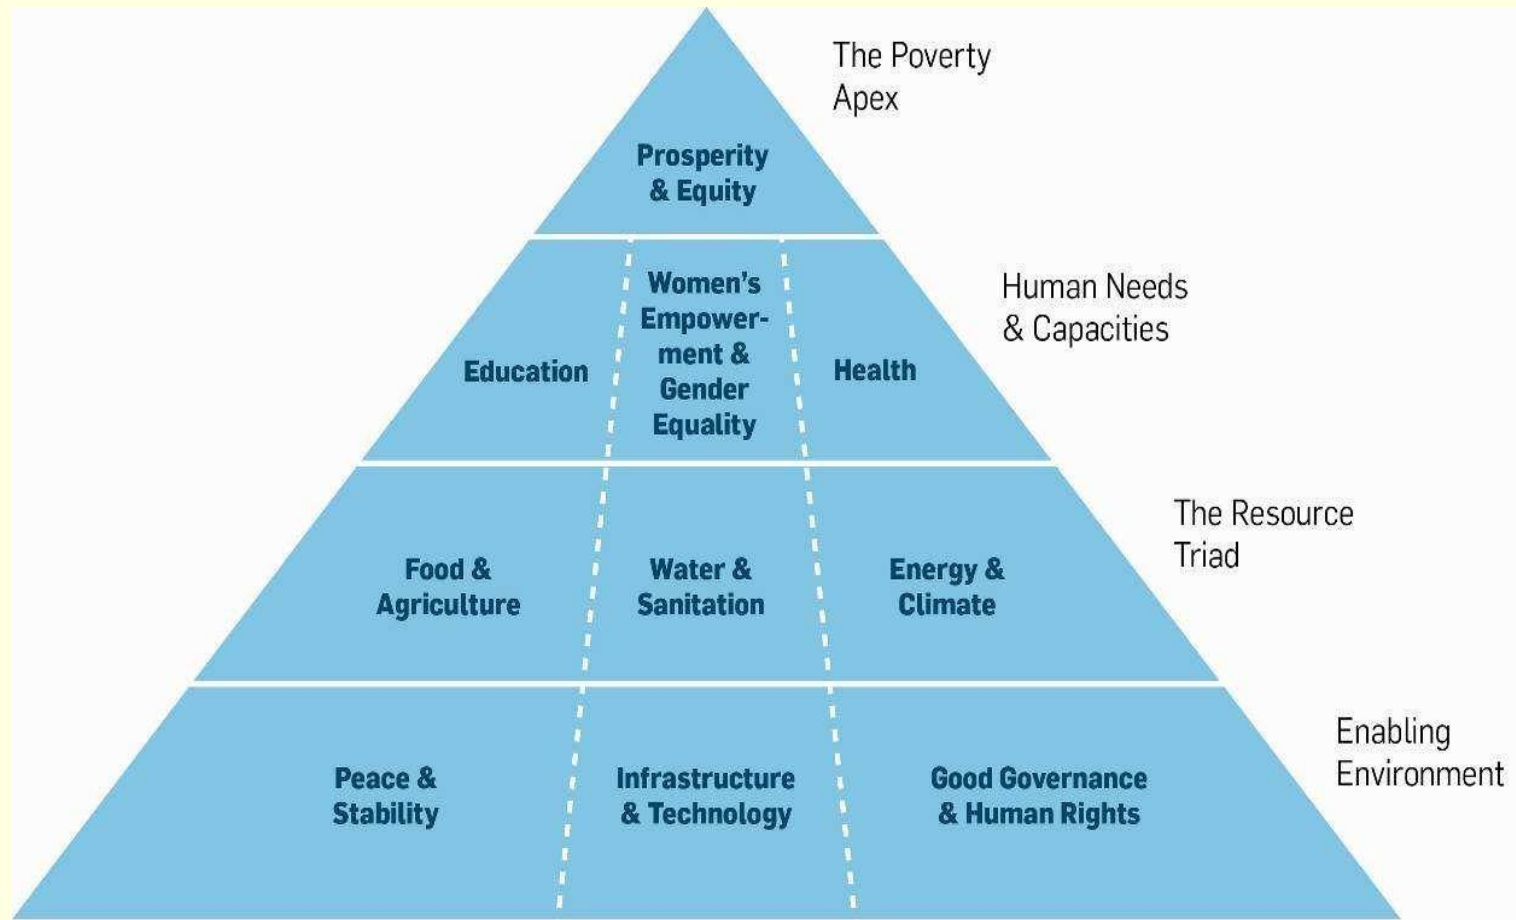 The Poverty
Apex
Prosperity
& Equity
Women's
Empower-
ment &
Gender
Equality
Education
Health
Human Needs
& Capacities
Food &
Agriculture
Water &
Sanitation
Energy &
Climate
The Resource
Triad
Peace &
Stability
Infrastructure
& Technology
Good Governance
& Human Rights
Enabling
Environment